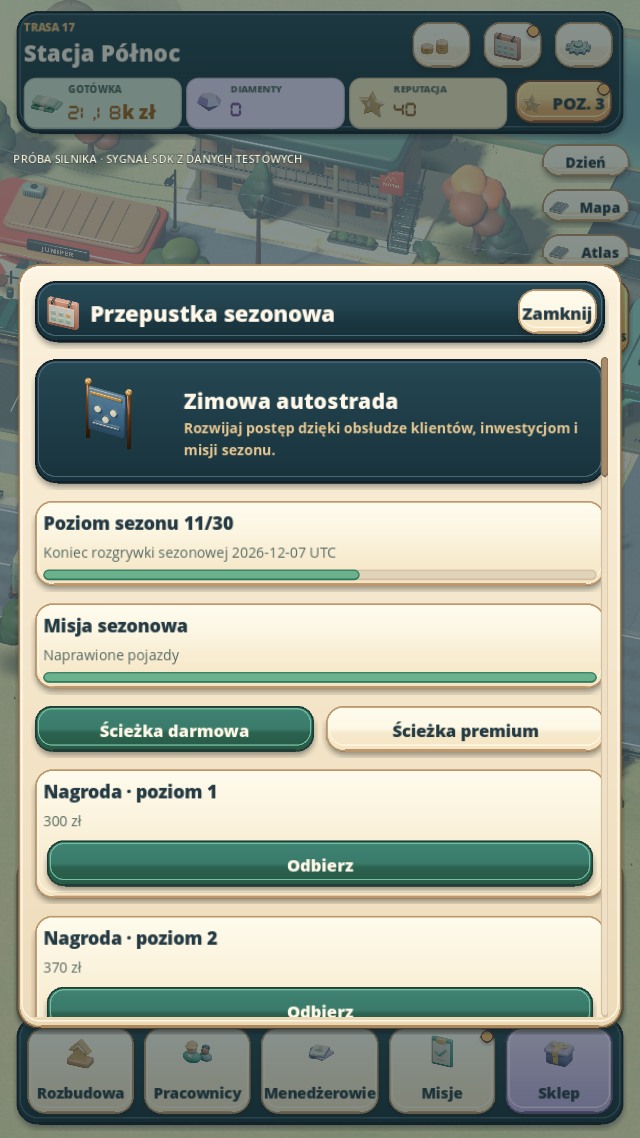 TRASA 17
Stacja Północ
GOTÓWKA
DIAMENTY
0
REPUTACJA
40
POZ. 3
PRÓBA SILNIKA · SYGNAŁ SDK Z DANYCH TESTOWYCH
Dzień
Mapa
Atlas
JUNIPER
Przepustka sezonowa
Zamknij
Zimowa autostrada
Rozwijaj postęp dzięki obsłudze klientów, inwestycjom i
misji sezonu.
Poziom sezonu 11/30
Koniec rozgrywki sezonowej 2026-12-07 UTC
Misja sezonowa
Naprawione pojazdy
Ścieżka darmowa
Ścieżka premium
Nagroda · poziom 1
300 zł
Odbierz
Nagroda · poziom 2
370 zł
Odbierz
Rozbudowa
Pracownicy
Menedżerowie
Misje
Sklep